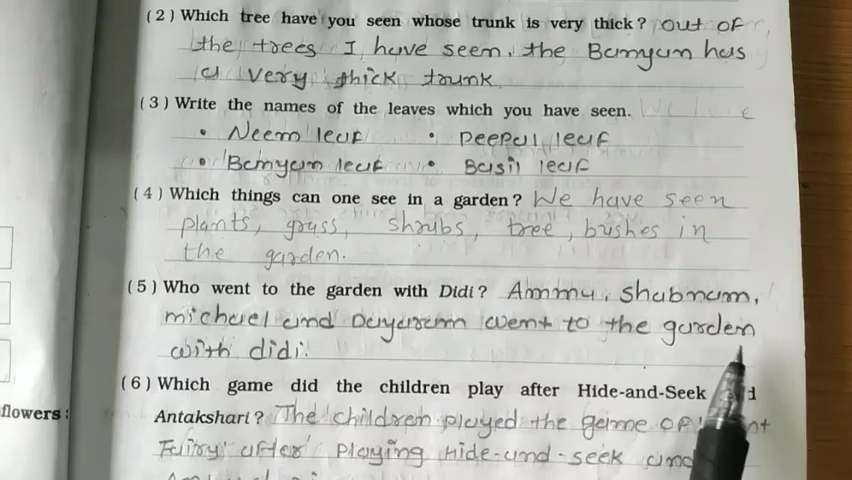 (2) Which tree have you seen whose trunk is very thick? Out of
the trees I have seen, the Banyan has
a very thick trunk
(3) Write the names of the leaves which you have seen.
• Neem leaf • Peepal leaf
• Banyan leaf • Basil leaf
(4) Which things can one see in a garden? We have seen
plants, grass, shrubs, tree, bushes in
the garden.
(5) Who went to the garden with Didi? Ammu, Shabnam,
michael and Dayaram went to the garden
with didi.
(6) Which game did the children play after Hide-and-Seek
flowers :
Antakshari? The children played the game of
Fairy after playing Hide-and-seek and